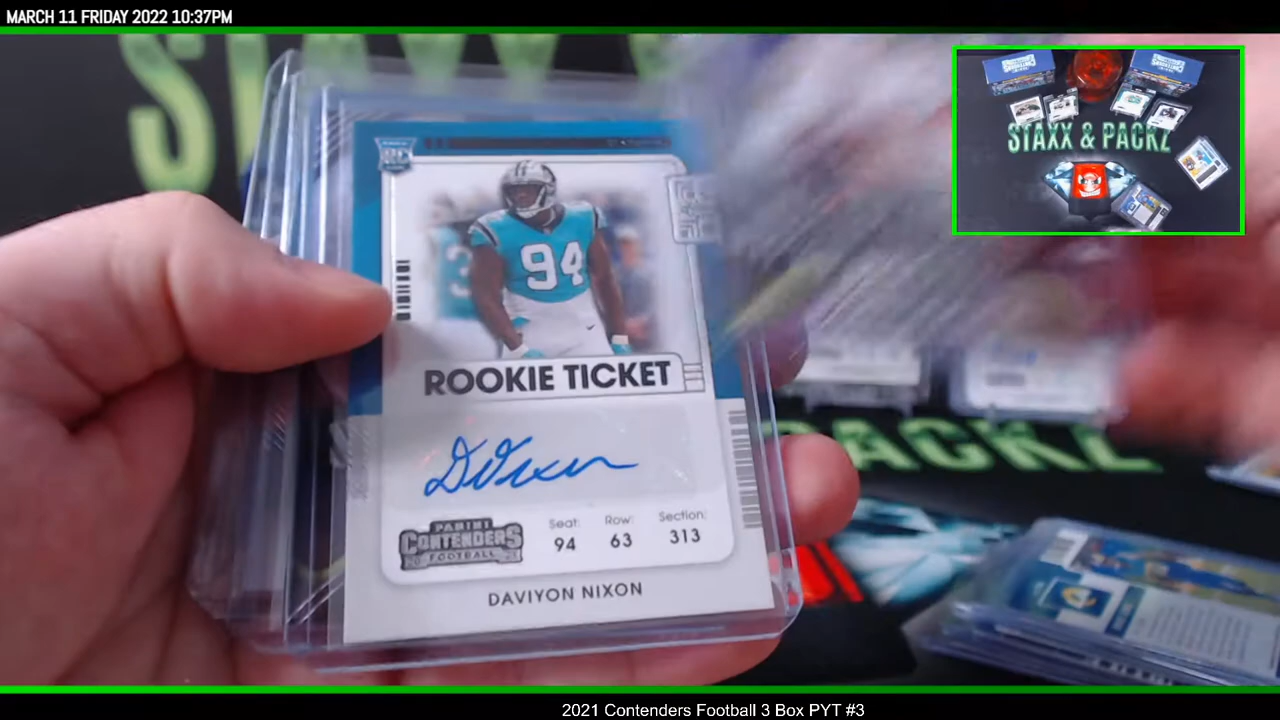 MARCH 11 FRIDAY 2022 10:37PM
STAXX & PACKZ
RC
94
ROOKIE TICKET
PANINI
CONTENDERS
FOOTBALL
Seat: Row: Section:
94 63 313
DAVIYON NIXON
PACKZ
2021 Contenders Football 3 Box PYT #3